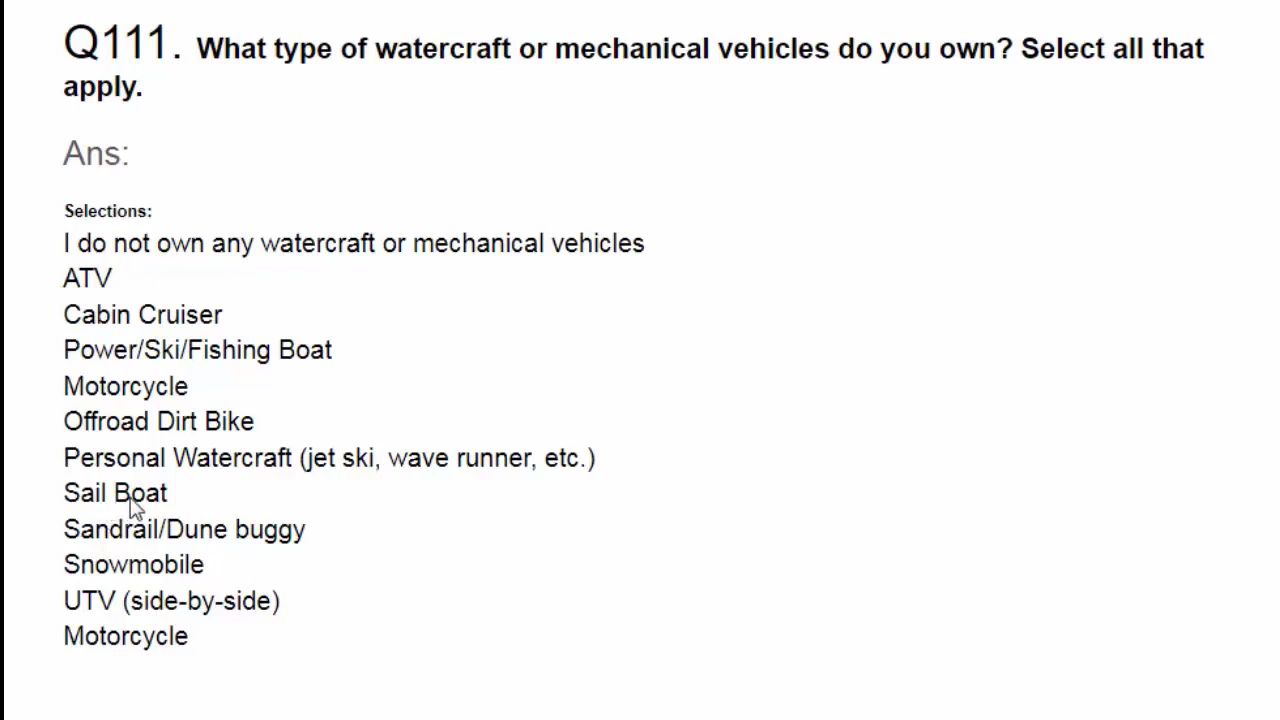 Q111. What type of watercraft or mechanical vehicles do you own? Select all that
apply.
Ans:
Selections:
I do not own any watercraft or mechanical vehicles
ATV
Cabin Cruiser
Power/Ski/Fishing Boat
Motorcycle
Offroad Dirt Bike
Personal Watercraft (jet ski, wave runner, etc.)
Sail Boat
Sandrail/Dune buggy
Snowmobile
UTV (side-by-side)
Motorcycle